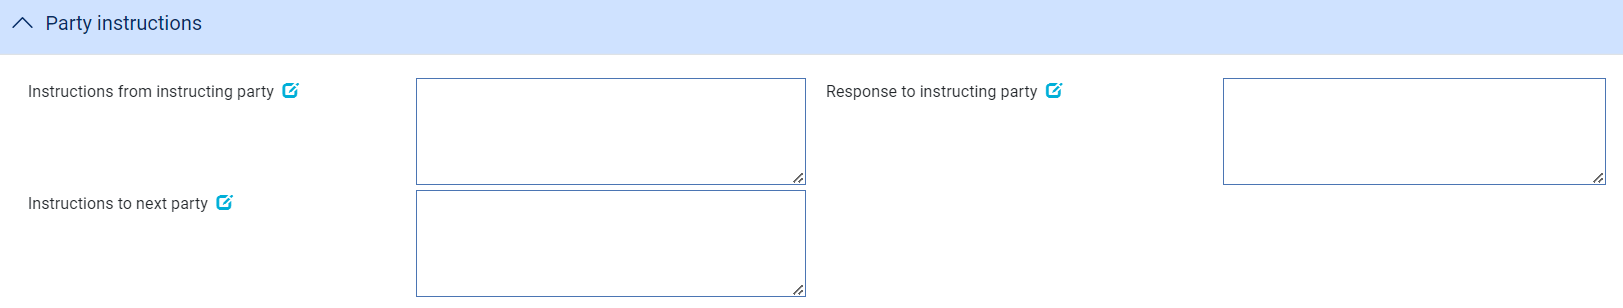 Party instructions
Instructions from instructing party
Response to instructing party
Instructions to next party